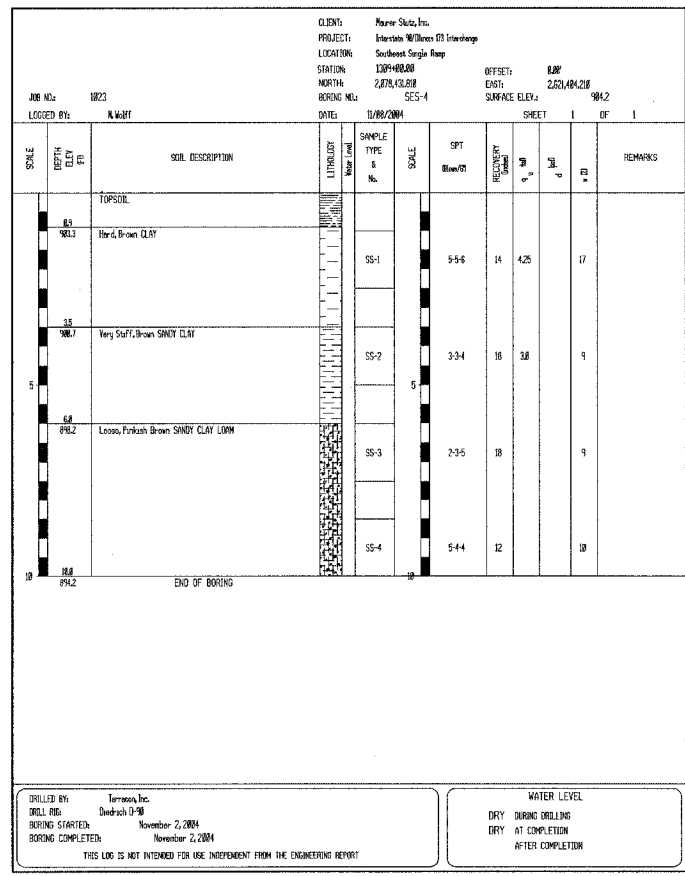 CLIENT: Maurer Stutz, Inc.
PROJECT: Interstate 90/Illinois 173 Interchange
LOCATION: Southeast Single Ramp
STATION: 1309+00.00 OFFSET: 0.00'
NORTH: 2,078,431.810 EAST: 2,621,404.210
JOB NO.: 1023 BORING NO.: SES-4 SURFACE ELEV.: 904.2
LOGGED BY: N. Wolff DATE: 11/08/2004 SHEET 1 OF 1
SCALE DEPTH ELEV (FT) SOIL DESCRIPTION LITHOLOGY Water Level SAMPLE TYPE & No. SCALE SPT (Blows/6") RECOVERY (inches) q u (tsf) d (pcf) w (%) REMARKS
TOPSOIL
0.9
903.3 Hard, Brown CLAY
SS-1 5-5-6 14 4.25 17
3.5
900.7 Very Stiff, Brown SANDY CLAY
SS-2 3-3-4 18 3.0 9
5 5
6.0
898.2 Loose, Pinkish Brown SANDY CLAY LOAM
SS-3 2-3-5 18 9
SS-4 5-4-4 12 10
10 10.0 10
894.2 END OF BORING
DRILLED BY: Terracon, Inc.
DRILL RIG: Diedrich D-90
BORING STARTED: November 2, 2004
BORING COMPLETED: November 2, 2004
THIS LOG IS NOT INTENDED FOR USE INDEPENDENT FROM THE ENGINEERING REPORT
WATER LEVEL
DRY DURING DRILLING
DRY AT COMPLETION
AFTER COMPLETION